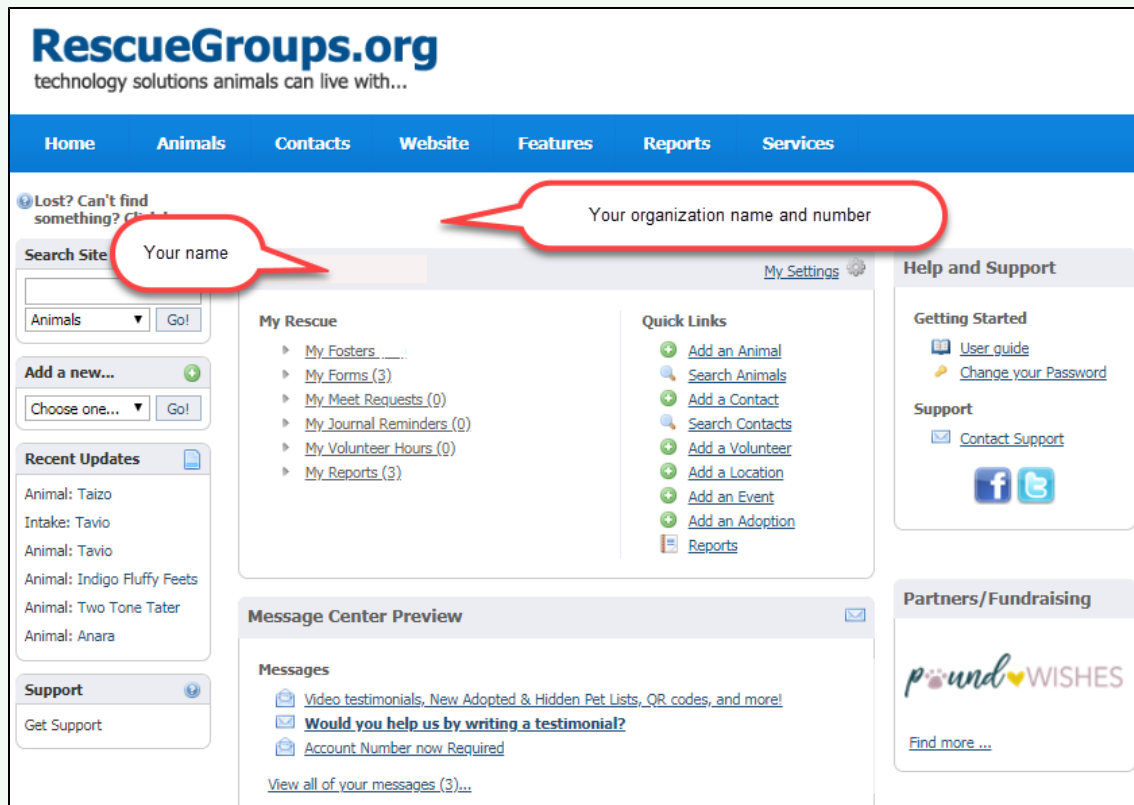 RescueGroups.org
technology solutions animals can live with...
Home Animals Contacts Website Features Reports Services
Lost? Can't find
something?
Your organization name and number
Your name
Search Site
Animals Go!
Add a new...
Choose one... Go!
Recent Updates
Animal: Taizo
Intake: Tavio
Animal: Tavio
Animal: Indigo Fluffy Feets
Animal: Two Tone Tater
Animal: Anara
Support
Get Support
My Settings
My Rescue
My Fosters
My Forms (3)
My Meet Requests (0)
My Journal Reminders (0)
My Volunteer Hours (0)
My Reports (3)
Quick Links
Add an Animal
Search Animals
Add a Contact
Search Contacts
Add a Volunteer
Add a Location
Add an Event
Add an Adoption
Reports
Message Center Preview
Messages
Video testimonials, New Adopted & Hidden Pet Lists, QR codes, and more!
Would you help us by writing a testimonial?
Account Number now Required
View all of your messages (3)...
Help and Support
Getting Started
User guide
Change your Password
Support
Contact Support
Partners/Fundraising
pound WISHES
Find more ...